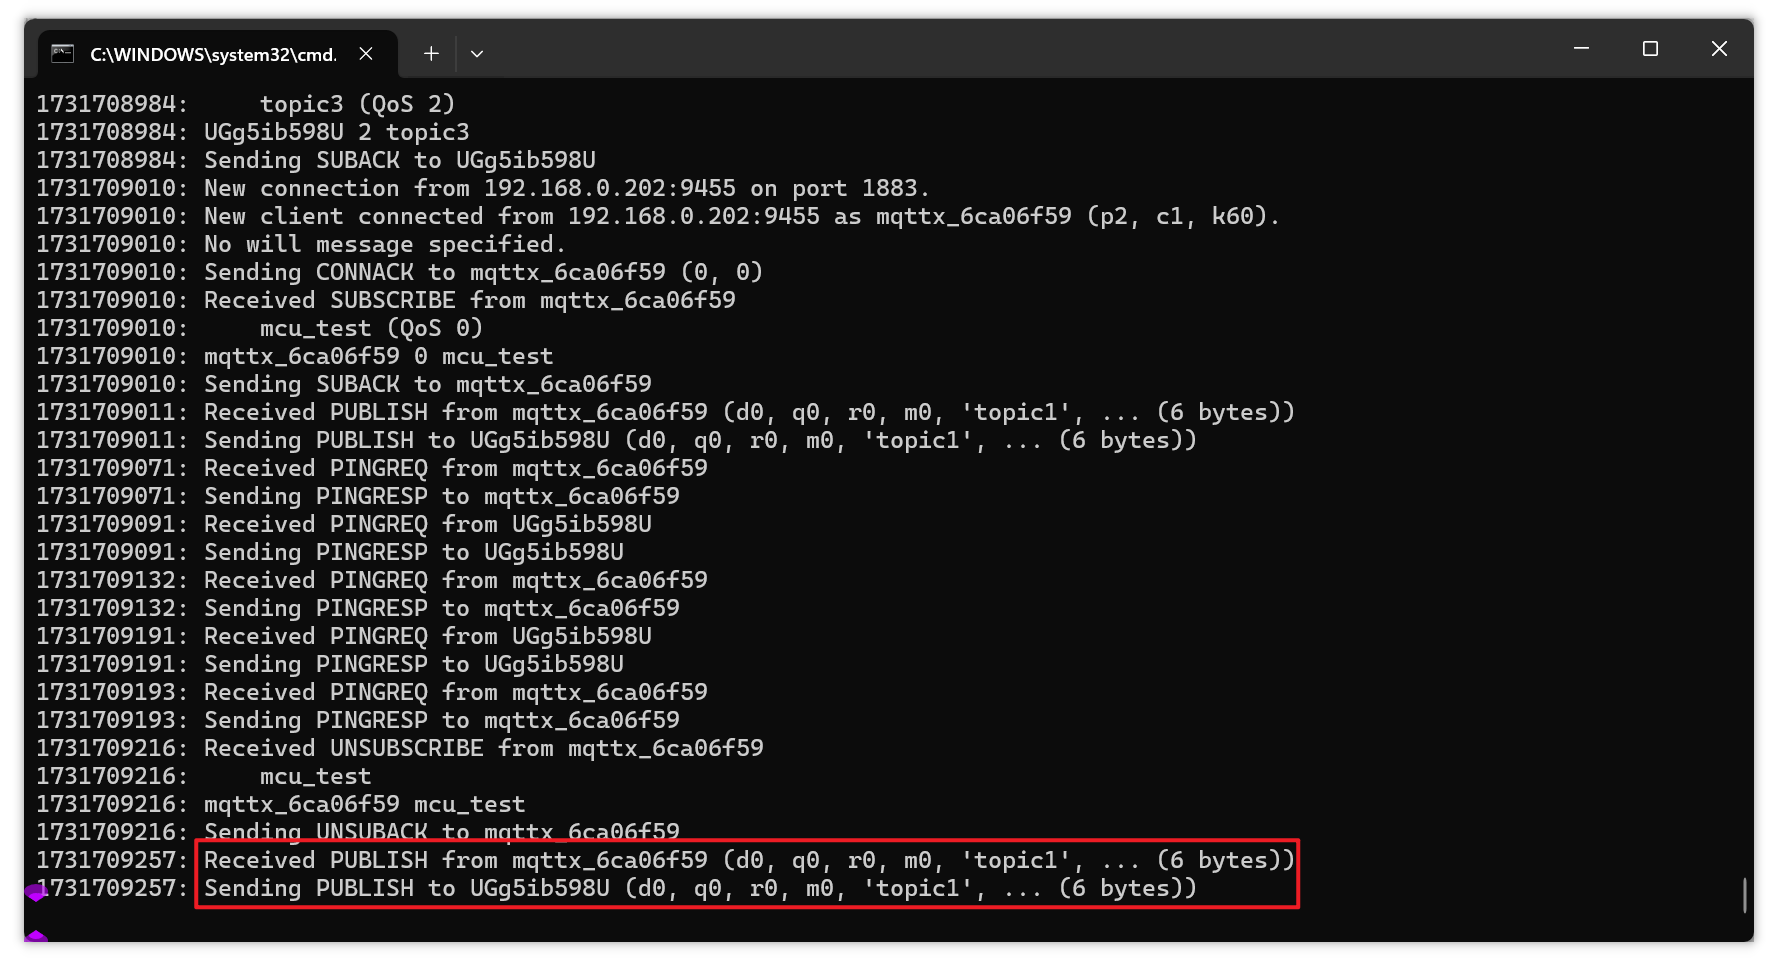 C:\WINDOWS\system32\cmd.
1731708984:     topic3 (QoS 2)
1731708984: UGg5ib598U 2 topic3
1731708984: Sending SUBACK to UGg5ib598U
1731709010: New connection from 192.168.0.202:9455 on port 1883.
1731709010: New client connected from 192.168.0.202:9455 as mqttx_6ca06f59 (p2, c1, k60).
1731709010: No will message specified.
1731709010: Sending CONNACK to mqttx_6ca06f59 (0, 0)
1731709010: Received SUBSCRIBE from mqttx_6ca06f59
1731709010:     mcu_test (QoS 0)
1731709010: mqttx_6ca06f59 0 mcu_test
1731709010: Sending SUBACK to mqttx_6ca06f59
1731709011: Received PUBLISH from mqttx_6ca06f59 (d0, q0, r0, m0, 'topic1', ... (6 bytes))
1731709011: Sending PUBLISH to UGg5ib598U (d0, q0, r0, m0, 'topic1', ... (6 bytes))
1731709071: Received PINGREQ from mqttx_6ca06f59
1731709071: Sending PINGRESP to mqttx_6ca06f59
1731709091: Received PINGREQ from UGg5ib598U
1731709091: Sending PINGRESP to UGg5ib598U
1731709132: Received PINGREQ from mqttx_6ca06f59
1731709132: Sending PINGRESP to mqttx_6ca06f59
1731709191: Received PINGREQ from UGg5ib598U
1731709191: Sending PINGRESP to UGg5ib598U
1731709193: Received PINGREQ from mqttx_6ca06f59
1731709193: Sending PINGRESP to mqttx_6ca06f59
1731709216: Received UNSUBSCRIBE from mqttx_6ca06f59
1731709216:     mcu_test
1731709216: mqttx_6ca06f59 mcu_test
1731709216: Sending UNSUBACK to mqttx_6ca06f59
1731709257: Received PUBLISH from mqttx_6ca06f59 (d0, q0, r0, m0, 'topic1', ... (6 bytes))
1731709257: Sending PUBLISH to UGg5ib598U (d0, q0, r0, m0, 'topic1', ... (6 bytes))